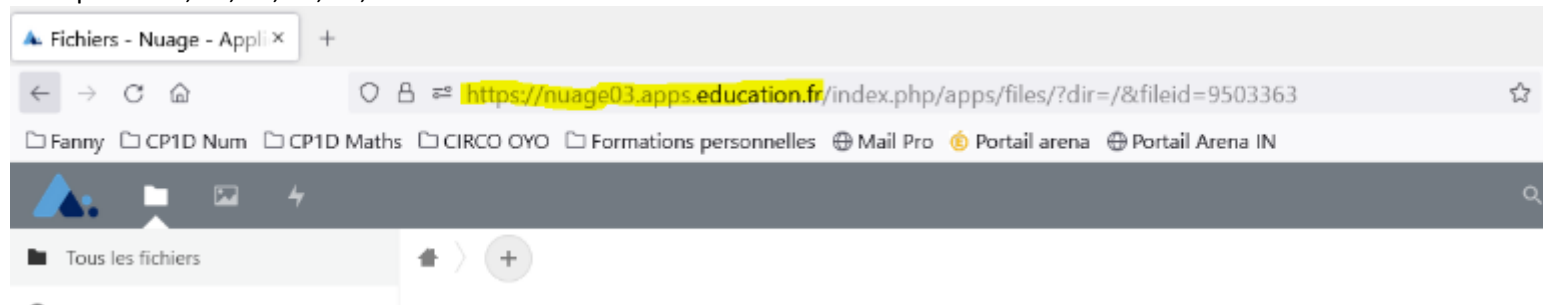 Fichiers - Nuage - Appli
https://nuage03.apps.education.fr/index.php/apps/files/?dir=/&fileid=9503363
Fanny CP1D Num CP1D Maths CIRCO OYO Formations personnelles Mail Pro Portail arena Portail Arena IN
Tous les fichiers